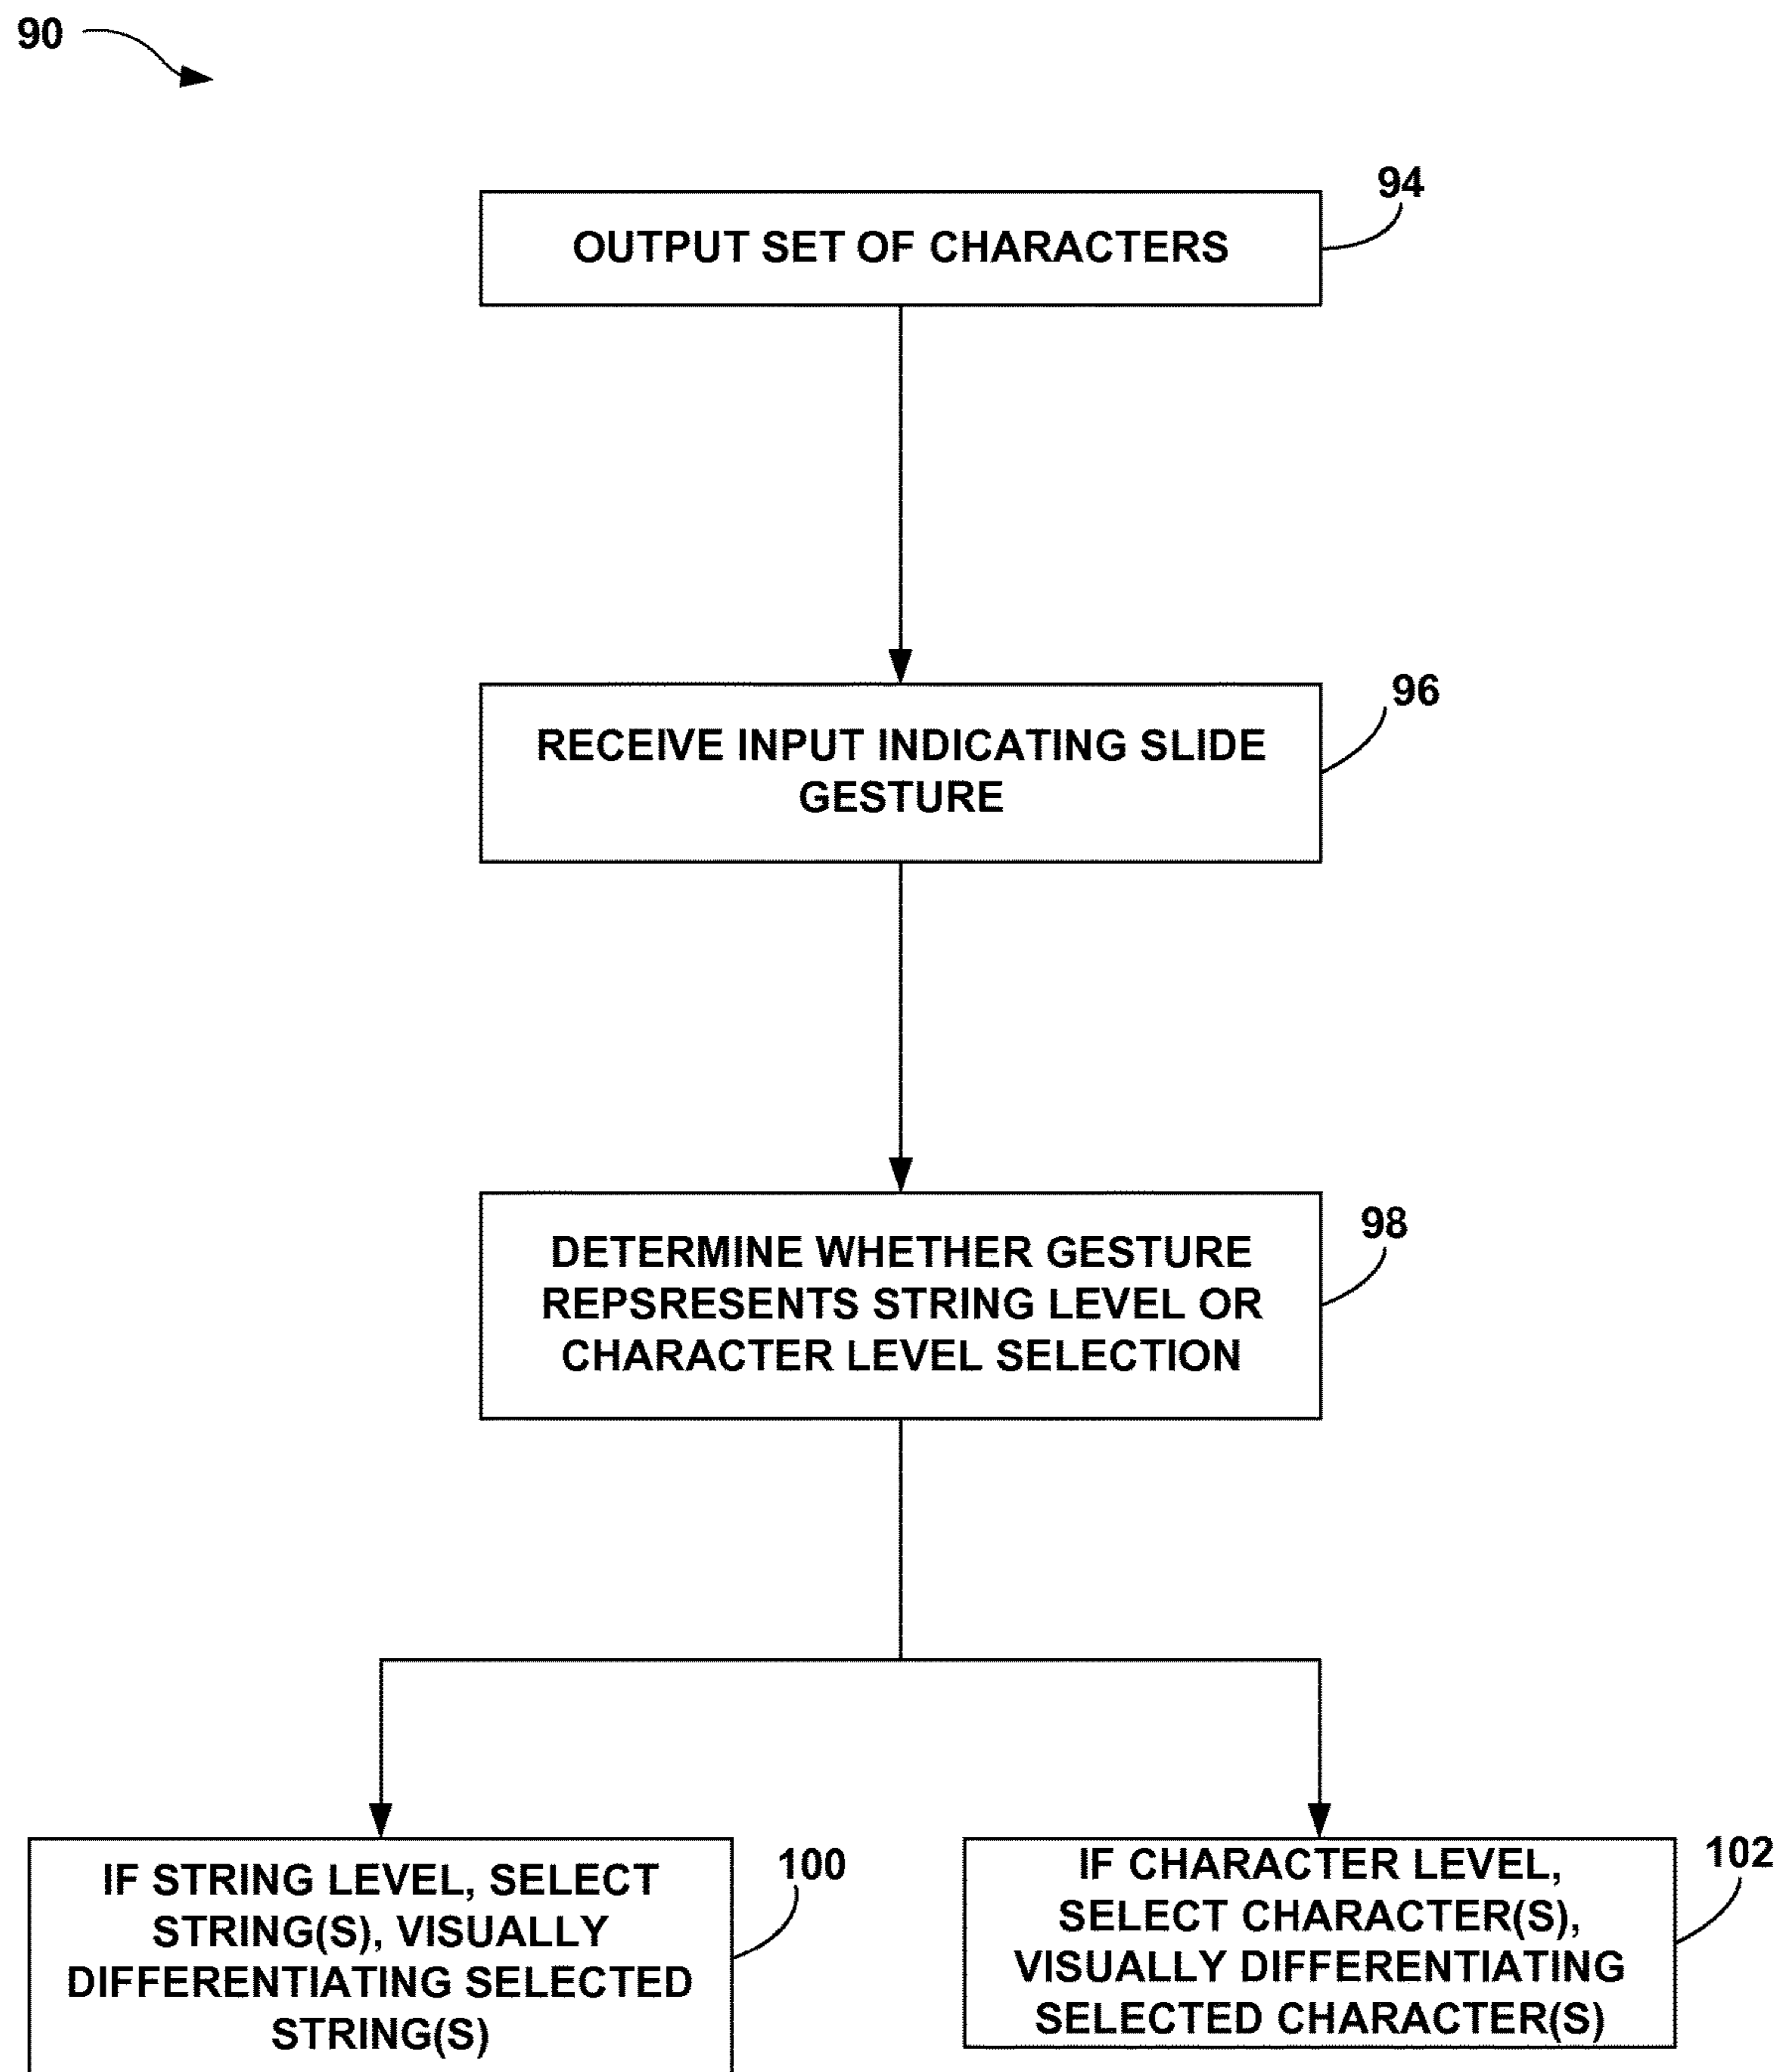 90
94
OUTPUT SET OF CHARACTERS
96
RECEIVE INPUT INDICATING SLIDE
GESTURE
98
DETERMINE WHETHER GESTURE
REPSRESENTS STRING LEVEL OR
CHARACTER LEVEL SELECTION
100
IF STRING LEVEL, SELECT
STRING(S), VISUALLY
DIFFERENTIATING SELECTED
STRING(S)
102
IF CHARACTER LEVEL,
SELECT CHARACTER(S),
VISUALLY DIFFERENTIATING
SELECTED CHARACTER(S)